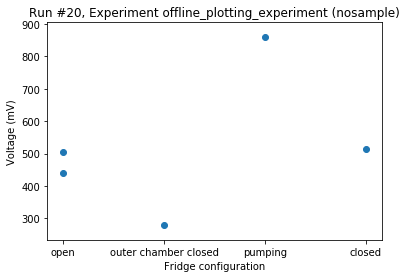 Run #20, Experiment offline_plotting_experiment (nosample)
900
800
700
600
500
400
300
Voltage (mV)
open outer chamber closed pumping closed
Fridge configuration